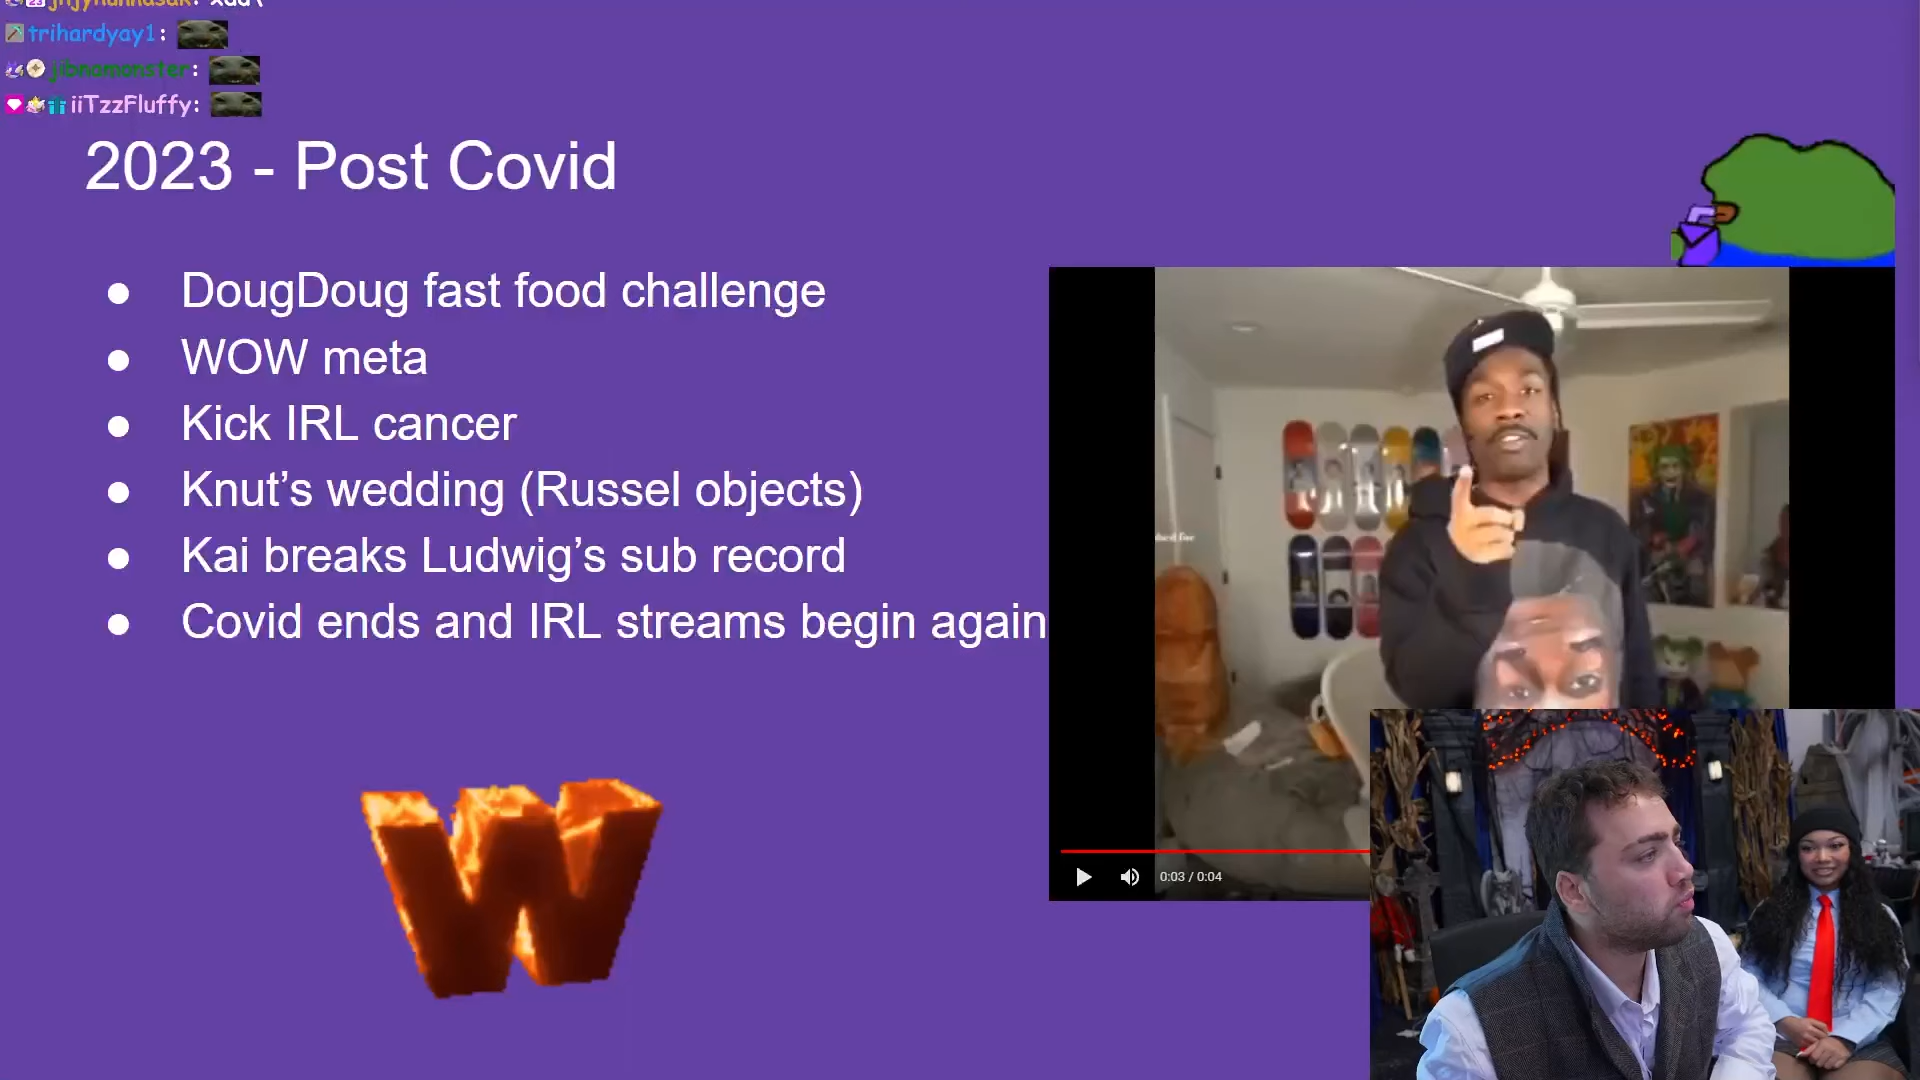 trihardyay1:
jibnomonster:
iiTzzFluffy:
2023 - Post Covid
● DougDoug fast food challenge
● WOW meta
● Kick IRL cancer
● Knut’s wedding (Russel objects)
● Kai breaks Ludwig’s sub record
● Covid ends and IRL streams begin again
W
0:03 / 0:04